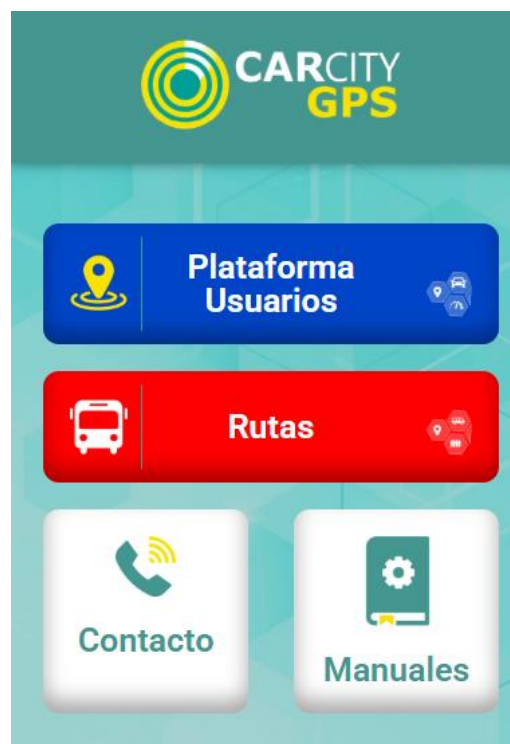 CARCITY
GPS
Plataforma
Usuarios
Rutas
Contacto
Manuales